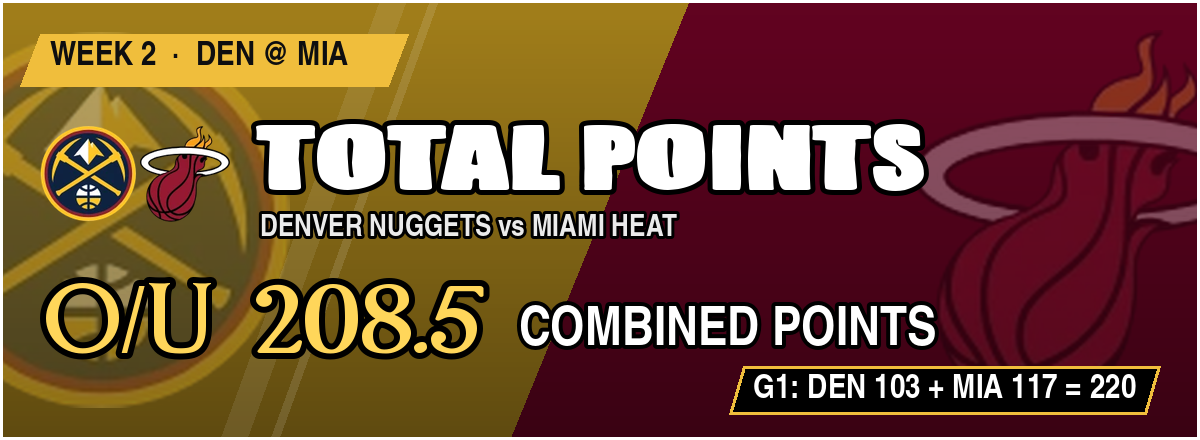 WEEK 2 · DEN @ MIA
TOTAL POINTS
DENVER NUGGETS vs MIAMI HEAT
O/U 208.5 COMBINED POINTS
G1: DEN 103 + MIA 117 = 220